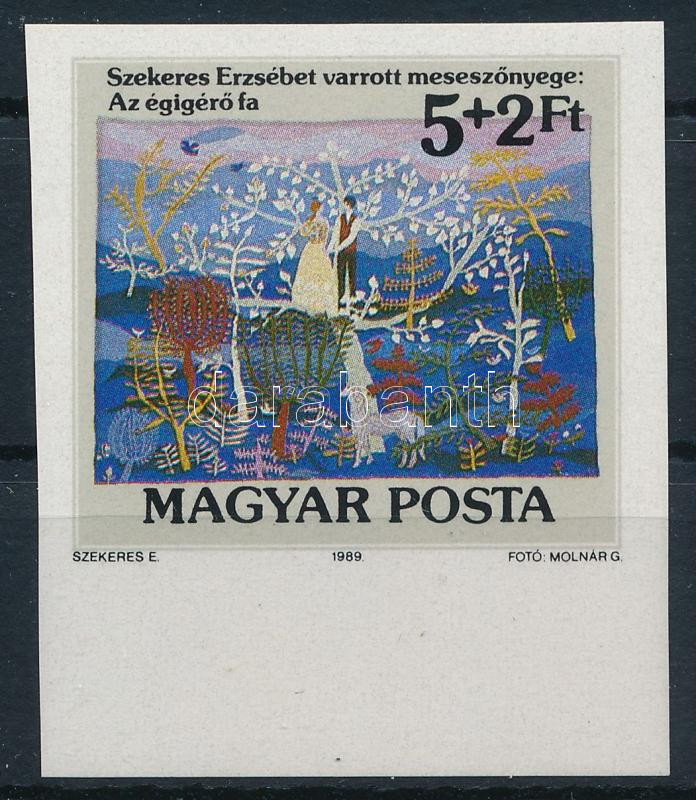 Szekeres Erzsébet varrott meseszőnyege:
Az égigérő fa
5+2Ft
darabanth
MAGYAR POSTA
SZEKERES E. 1989. FOTÓ: MOLNÁR G.